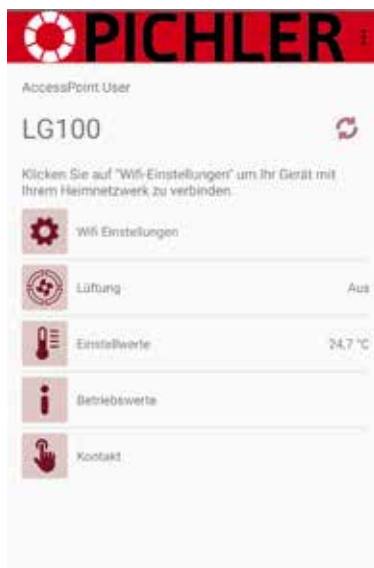 PICHLER
AccessPoint User
LG100
Klicken Sie auf "Wifi-Einstellungen" um Ihr Gerät mit
Ihrem Heimnetzwerk zu verbinden.
Wifi Einstellungen
Lüftung Aus
Einstellwerte 24,7 °C
Betriebswerte
Kontakt